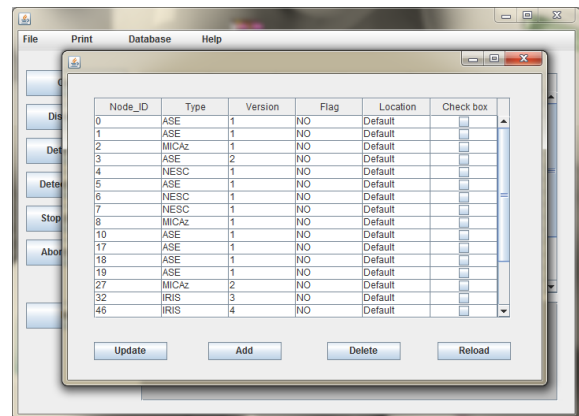 File Print Database Help
Dis
Det
Dete
Stop
Abor
Node_ID Type Version Flag Location Check box
0 ASE 1 NO Default
1 ASE 1 NO Default
2 MICAz 1 NO Default
3 ASE 2 NO Default
4 NESC 1 NO Default
5 ASE 1 NO Default
6 NESC 1 NO Default
7 NESC 1 NO Default
8 MICAz 1 NO Default
10 ASE 1 NO Default
17 ASE 1 NO Default
18 ASE 1 NO Default
19 ASE 1 NO Default
27 MICAz 2 NO Default
32 IRIS 3 NO Default
46 IRIS 4 NO Default
Update Add Delete Reload